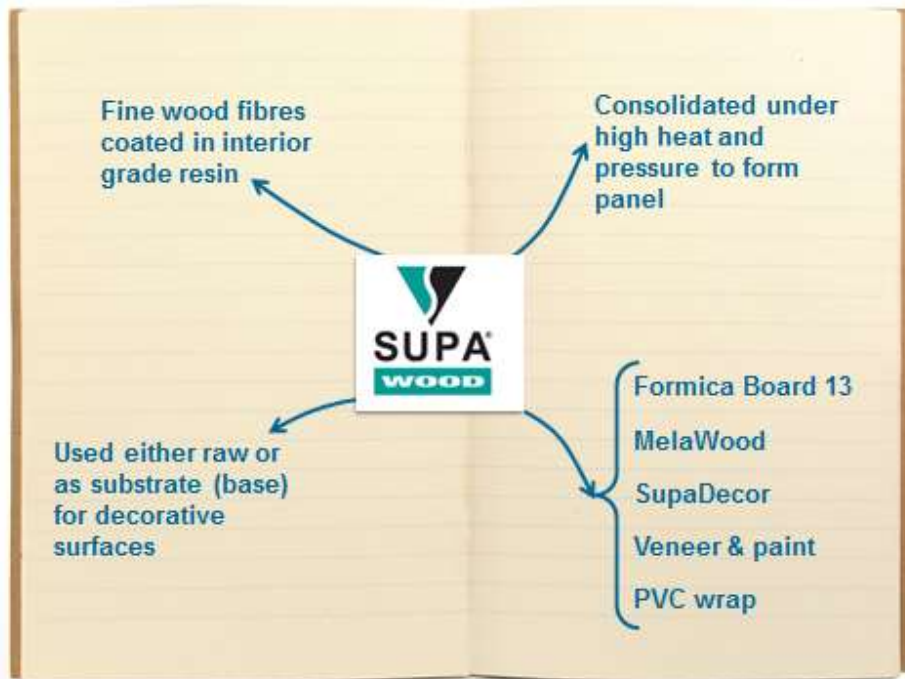 Fine wood fibres
coated in interior
grade resin
Consolidated under
high heat and
pressure to form
panel
SUPA®
WOOD
Used either raw or
as substrate (base)
for decorative
surfaces
Formica Board 13
MelaWood
SupaDecor
Veneer & paint
PVC wrap